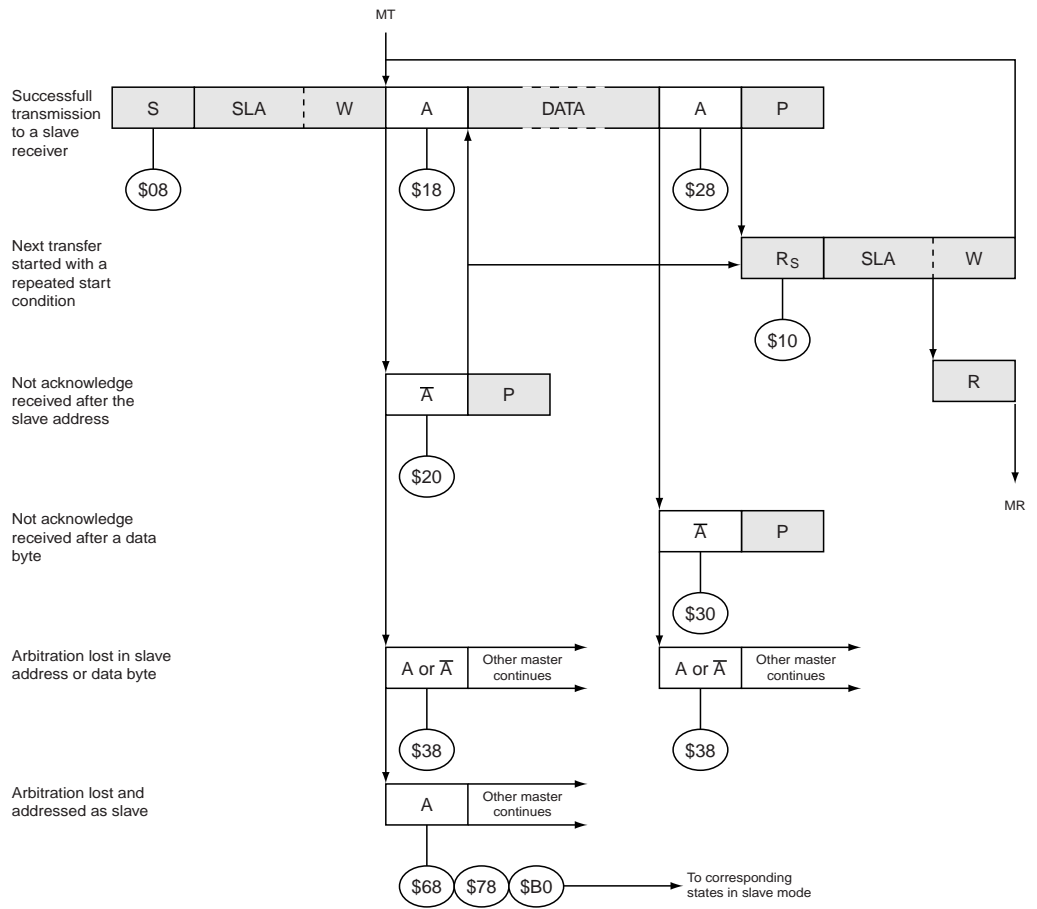 MT
Successfull
transmission
to a slave
receiver
S SLA W A DATA A P
$08 $18 $28
Next transfer
started with a
repeated start
condition
RS SLA W
$10
Not acknowledge
received after the
slave address
A̅ P
R
$20
MR
Not acknowledge
received after a data
byte
A̅ P
$30
Arbitration lost in slave
address or data byte
A or A̅
Other master
continues
A or A̅
Other master
continues
$38 $38
Arbitration lost and
addressed as slave
A
Other master
continues
$68 $78 $B0
To corresponding
states in slave mode